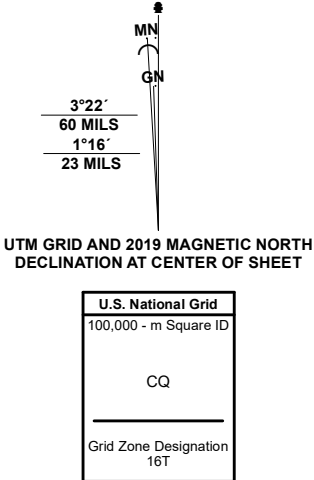 MN
GN
3°22´
60 MILS
1°16´
23 MILS
UTM GRID AND 2019 MAGNETIC NORTH
DECLINATION AT CENTER OF SHEET
U.S. National Grid
100,000 - m Square ID
CQ
Grid Zone Designation
16T